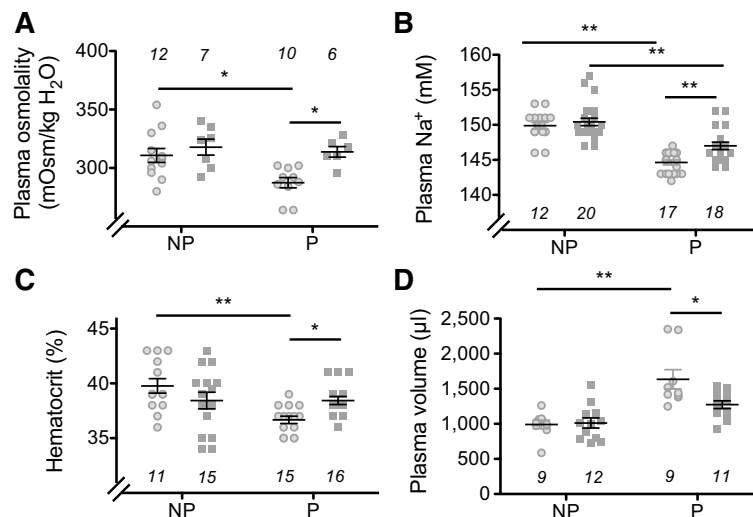 A
Plasma osmolality
(mOsm/kg H₂O)
400
350
300
12
7
10
6
*
*
NP
P
B
Plasma Na⁺ (mM)
160
155
150
145
140
**
**
**
12
20
17
18
NP
P
C
Hematocrit (%)
45
40
35
**
*
11
15
15
16
NP
P
D
Plasma volume (µl)
2,500
2,000
1,500
1,000
500
0
**
*
9
12
9
11
NP
P